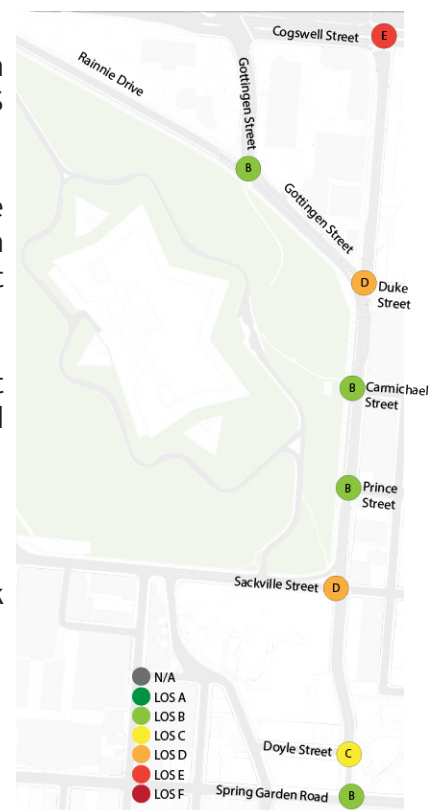 Cogswell Street
E
Rainnie Drive
Gottingen Street
B
Gottingen Street
D
Duke
Street
B
Carmichael
Street
B
Prince
Street
Sackville Street
D
N/A
LOS A
LOS B
LOS C
LOS D
LOS E
LOS F
Doyle Street
C
Spring Garden Road
B